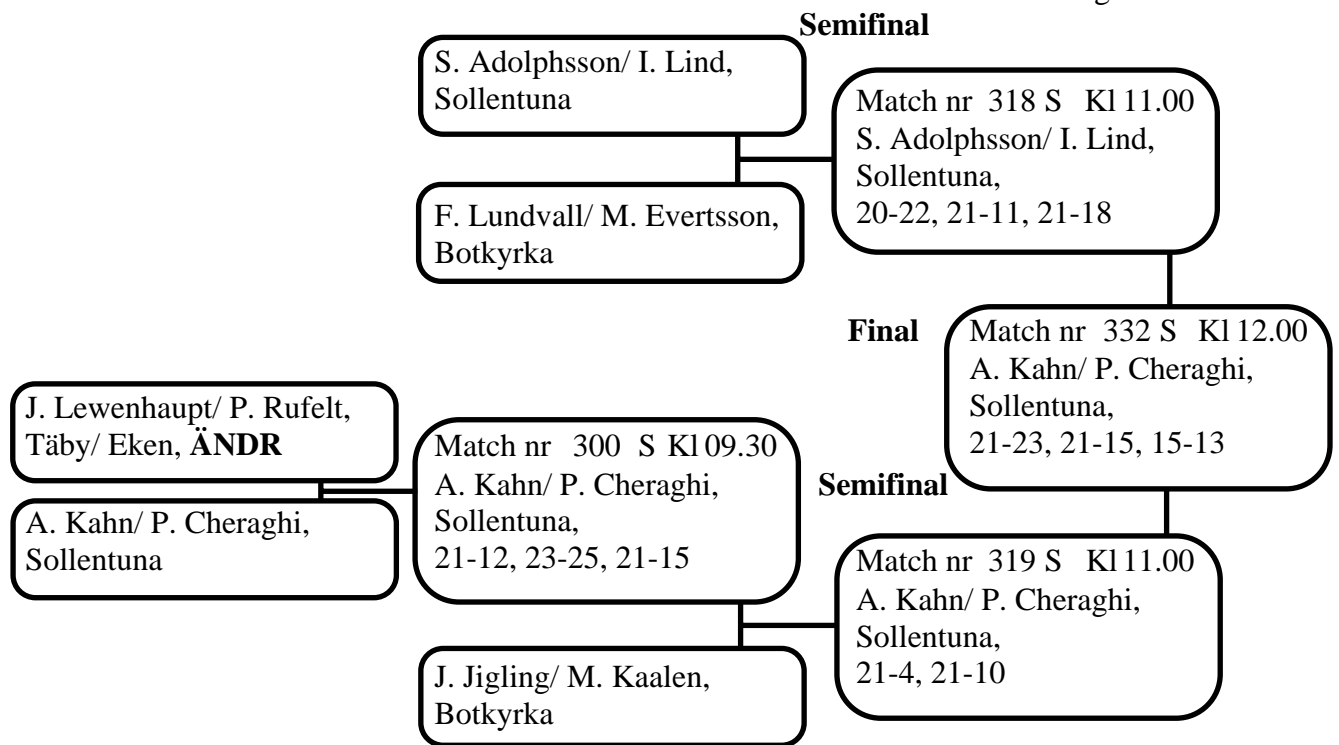 Semifinal
S. Adolphsson/ I. Lind,
Sollentuna
Match nr 318 S Kl 11.00
S. Adolphsson/ I. Lind,
Sollentuna,
20-22, 21-11, 21-18
F. Lundvall/ M. Evertsson,
Botkyrka
Final
Match nr 332 S Kl 12.00
A. Kahn/ P. Cheraghi,
Sollentuna,
21-23, 21-15, 15-13
J. Lewenhaupt/ P. Rufelt,
Täby/ Eken, ÄNDR
A. Kahn/ P. Cheraghi,
Sollentuna
Match nr 300 S Kl 09.30
A. Kahn/ P. Cheraghi,
Sollentuna,
21-12, 23-25, 21-15
Semifinal
Match nr 319 S Kl 11.00
A. Kahn/ P. Cheraghi,
Sollentuna,
21-4, 21-10
J. Jigling/ M. Kaalen,
Botkyrka